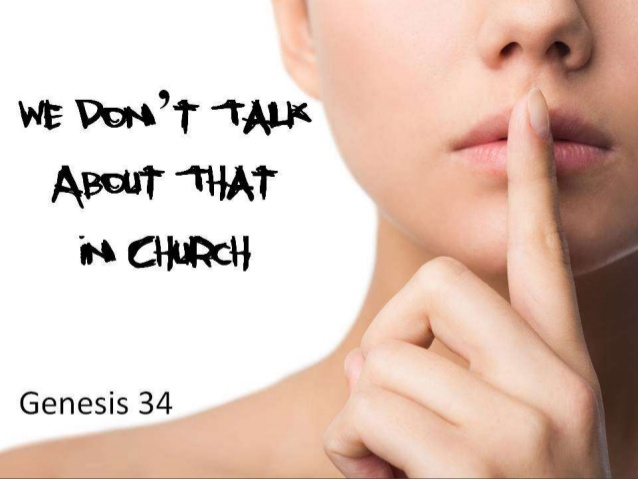 WE DON'T TALK
ABOUT THAT
iN CHURCH
Genesis 34